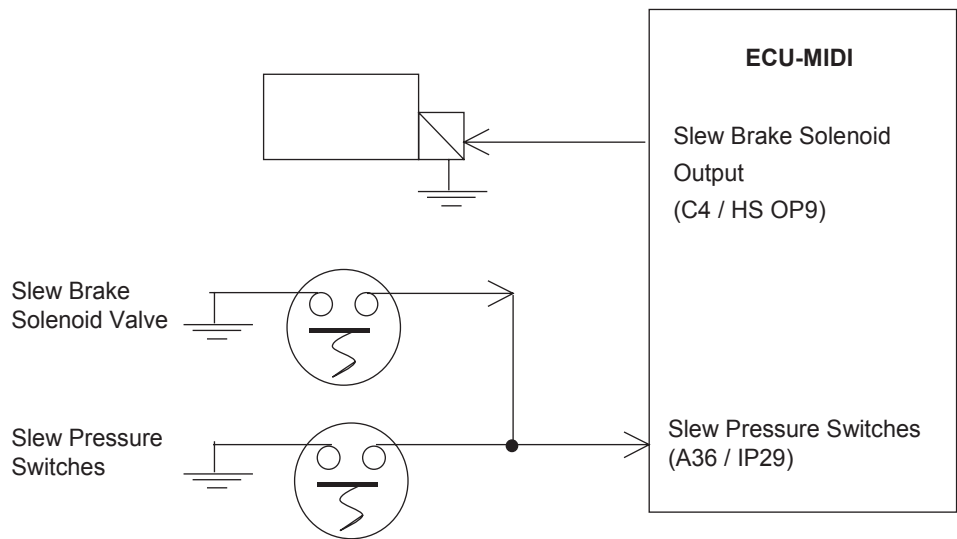 ECU-MIDI
Slew Brake Solenoid
Output
(C4 / HS OP9)
Slew Brake
Solenoid Valve
Slew Pressure
Switches
Slew Pressure Switches
(A36 / IP29)